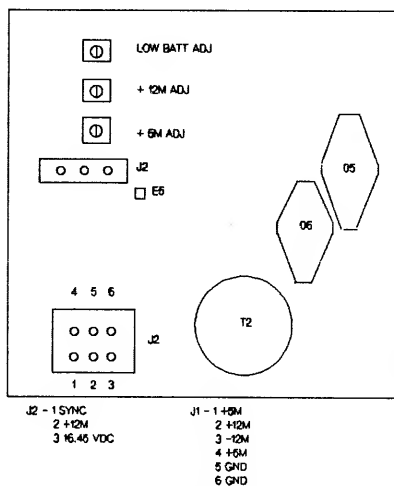 LOW BATT ADJ
+ 12M ADJ
+ 5M ADJ
J2
E6
05
06
4 5 6
T2
J2
1 2 3
J2 - 1 SYNC
2 +12M
3 16.45 VDC
J1 - 1 +5M
2 +12M
3 -12M
4 +5M
5 GND
6 GND